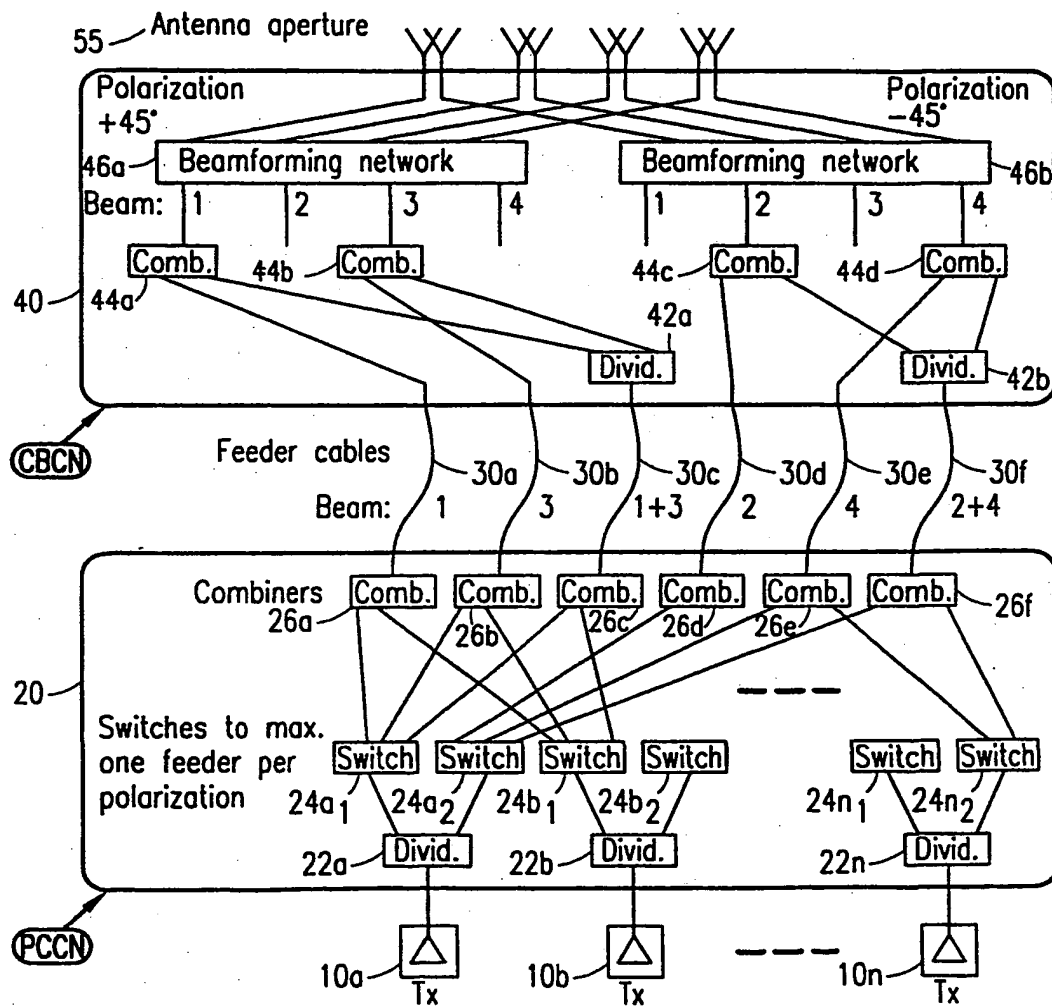 55 Antenna aperture
Polarization +45°
Polarization -45°
46a Beamforming network
Beamforming network 46b
Beam: 1 2 3 4 1 2 3 4
Comb. 44b Comb. 44c Comb. 44d Comb.
40 44a
42a
Divid. Divid. 42b
CBCN
Feeder cables 30a 30b 30c 30d 30e 30f
Beam: 1 3 1+3 2 4 2+4
Combiners Comb. Comb. Comb. Comb. Comb. Comb.
26a 26b 26c 26d 26e 26f
20
Switches to max.
one feeder per
polarization
Switch Switch Switch Switch Switch Switch
24a1 24a2 24b1 24b2 24n1 24n2
22a Divid. 22b Divid. 22n Divid.
PCCN
10a 10b 10n
Tx Tx Tx